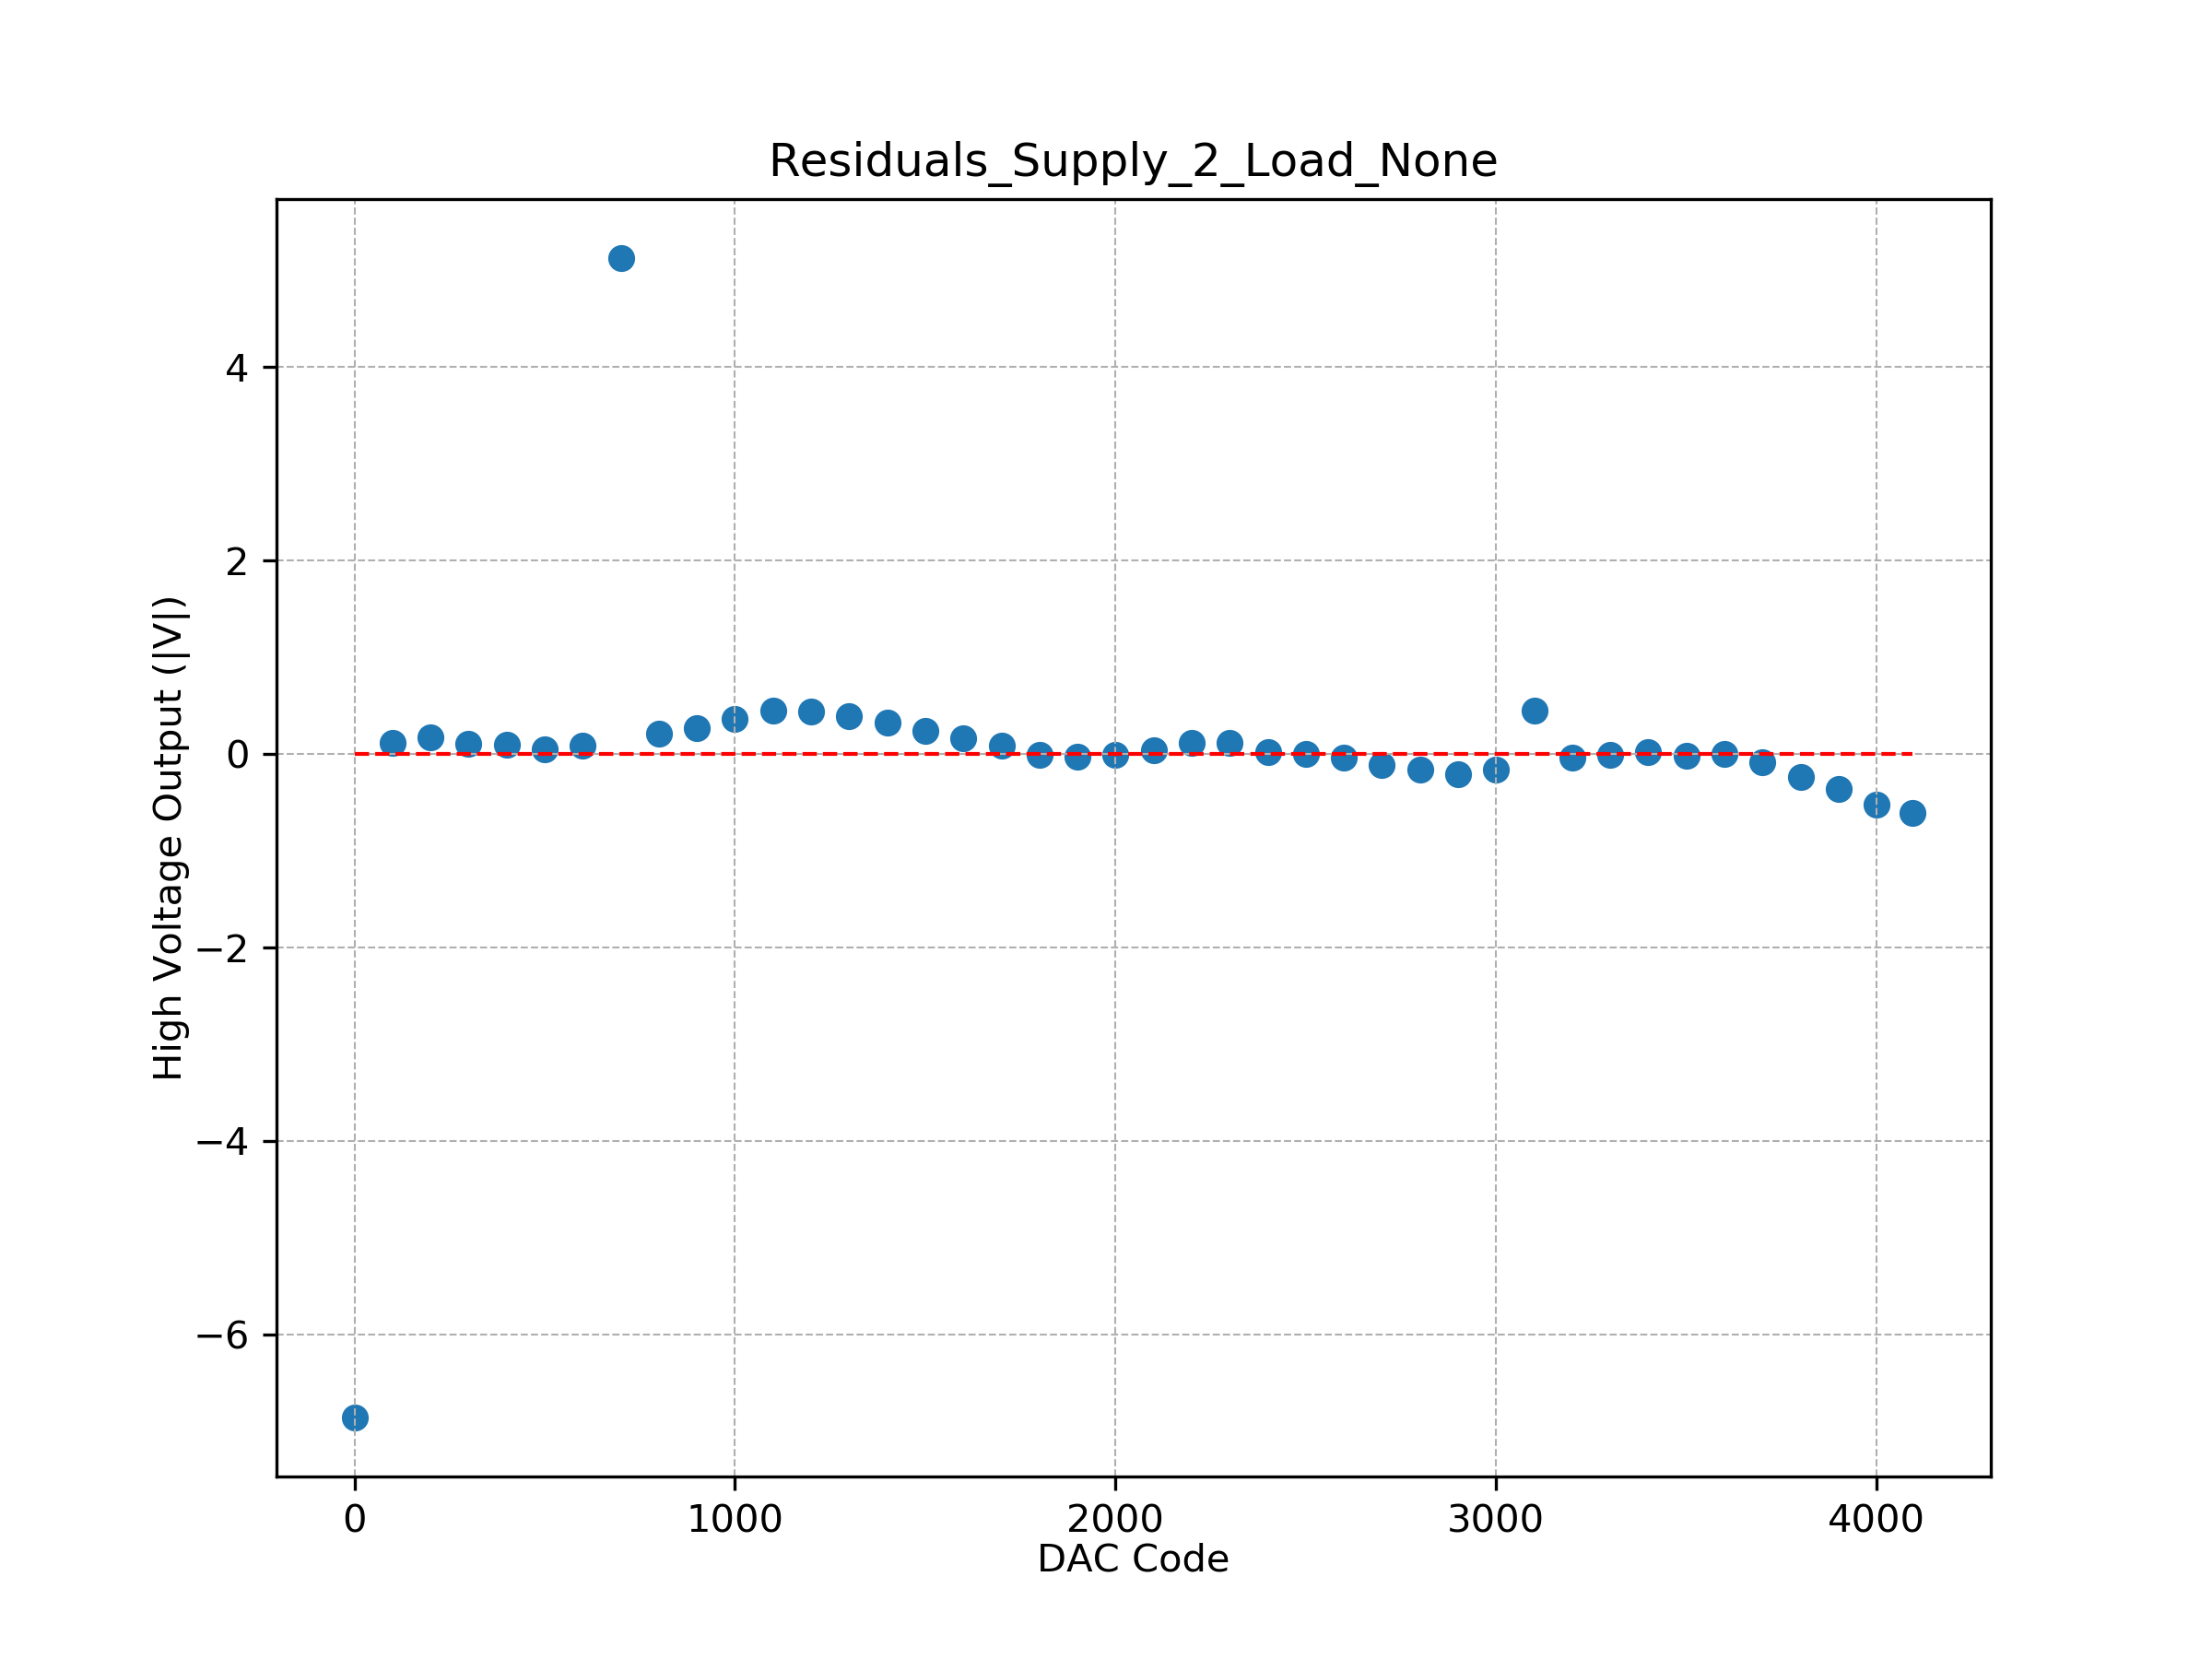 Residuals_Supply_2_Load_None
High Voltage Output (|V|)
4
2
0
−2
−4
−6
0 1000 2000 3000 4000
DAC Code